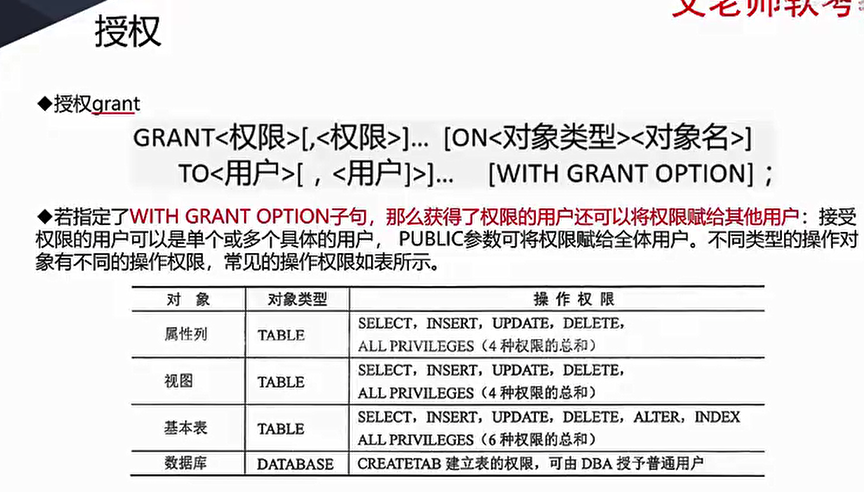 文老师软考
授权
◆授权grant
GRANT<权限>[,<权限>]... [ON<对象类型><对象名>]
TO<用户>[，<用户]>]... [WITH GRANT OPTION]；
◆若指定了WITH GRANT OPTION子句，那么获得了权限的用户还可以将权限赋给其他用户：接受
权限的用户可以是单个或多个具体的用户， PUBLIC参数可将权限赋给全体用户。不同类型的操作对
象有不同的操作权限，常见的操作权限如表所示。
对 象 对象类型 操 作 权 限
属性列 TABLE SELECT，INSERT，UPDATE，DELETE，
ALL PRIVILEGES（4 种权限的总和）
视图 TABLE SELECT，INSERT，UPDATE，DELETE，
ALL PRIVILEGES（4 种权限的总和）
基本表 TABLE SELECT，INSERT，UPDATE，DELETE，ALTER，INDEX
ALL PRIVILEGES（6 种权限的总和）
数据库 DATABASE CREATETAB 建立表的权限，可由 DBA 授予普通用户